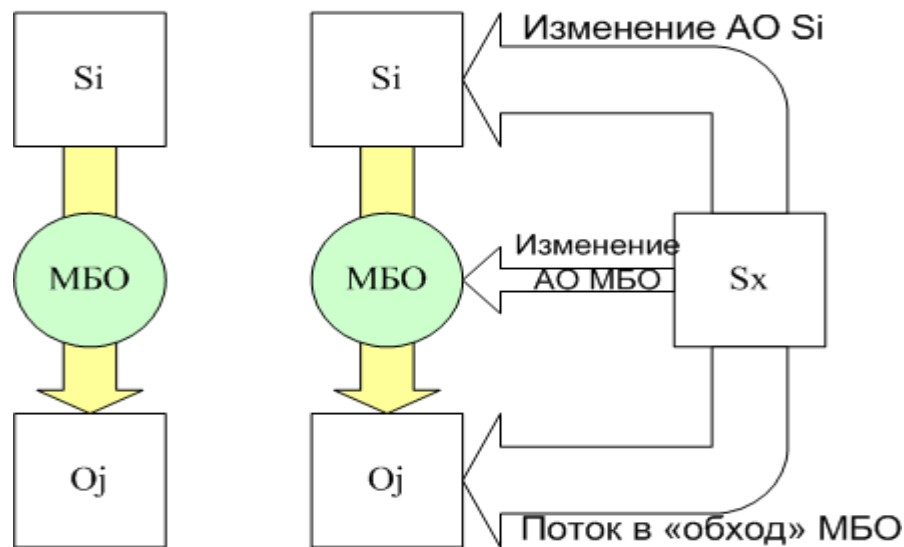 Изменение АО Si
Si
Si
МБО
МБО
Изменение
АО МБО
Sx
Oj
Oj
Поток в «обход» МБО